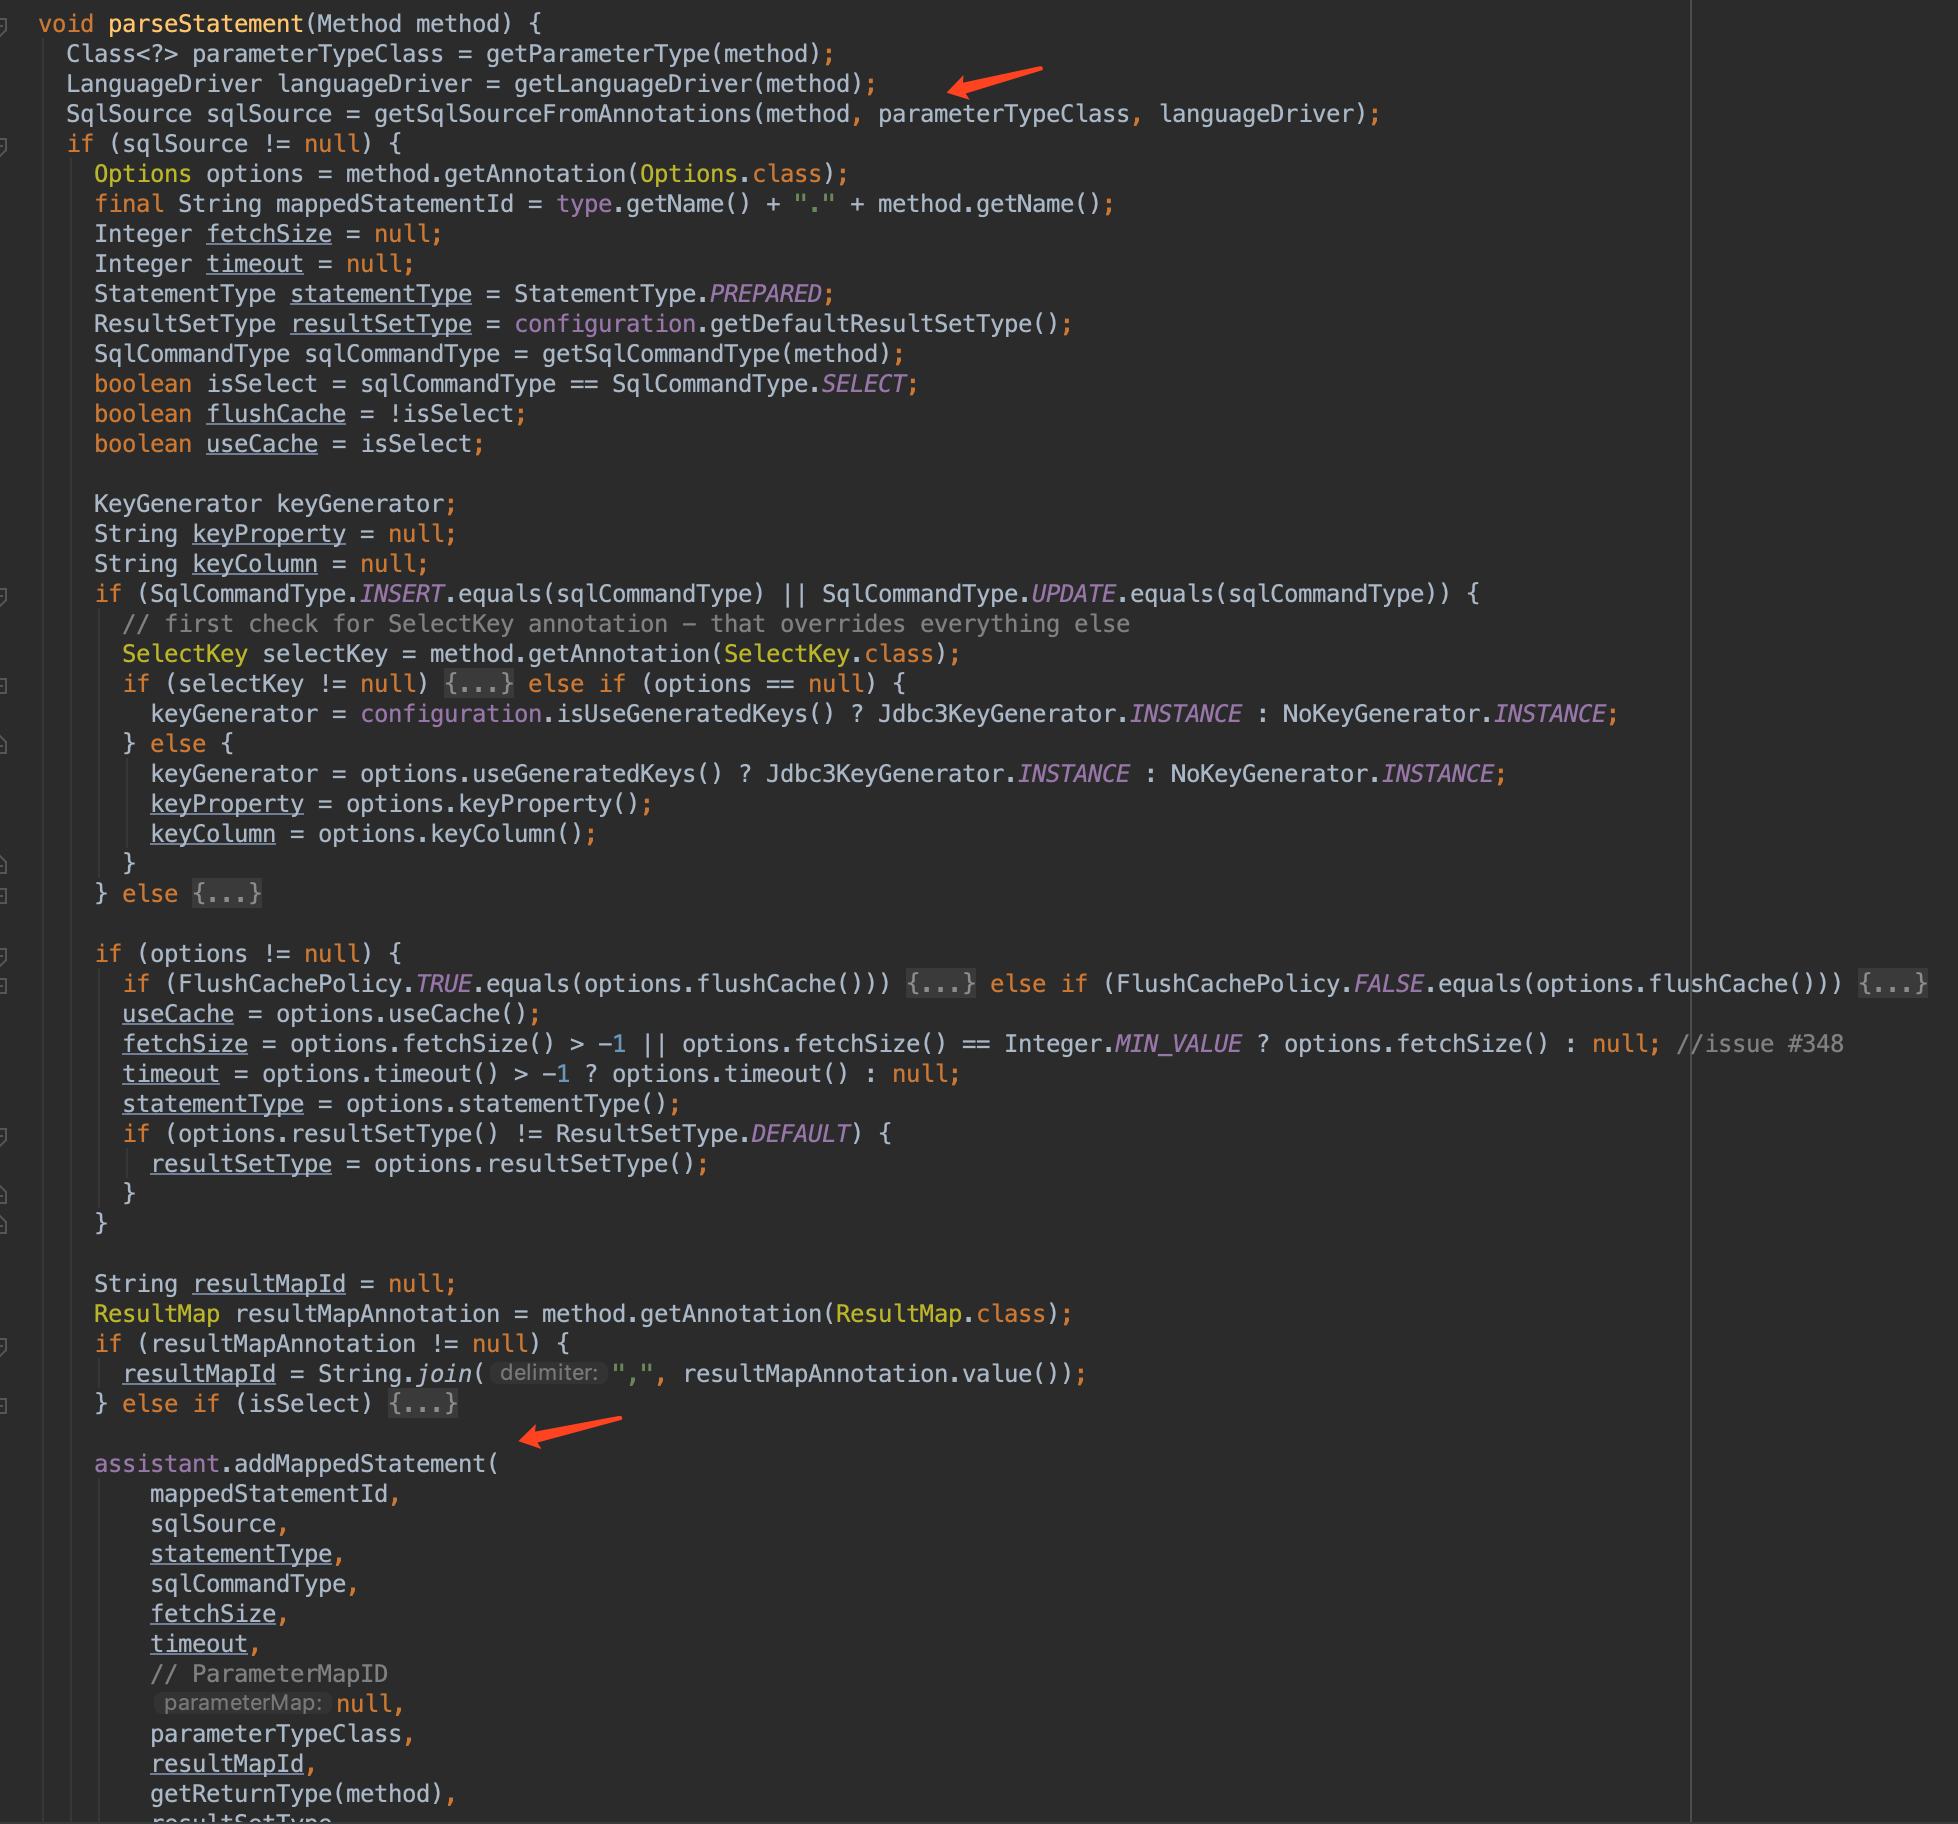 void parseStatement(Method method) {
Class<?> parameterTypeClass = getParameterType(method);
LanguageDriver languageDriver = getLanguageDriver(method);
SqlSource sqlSource = getSqlSourceFromAnnotations(method, parameterTypeClass, languageDriver);
if (sqlSource != null) {
Options options = method.getAnnotation(Options.class);
final String mappedStatementId = type.getName() + "." + method.getName();
Integer fetchSize = null;
Integer timeout = null;
StatementType statementType = StatementType.PREPARED;
ResultSetType resultSetType = configuration.getDefaultResultSetType();
SqlCommandType sqlCommandType = getSqlCommandType(method);
boolean isSelect = sqlCommandType == SqlCommandType.SELECT;
boolean flushCache = !isSelect;
boolean useCache = isSelect;
KeyGenerator keyGenerator;
String keyProperty = null;
String keyColumn = null;
if (SqlCommandType.INSERT.equals(sqlCommandType) || SqlCommandType.UPDATE.equals(sqlCommandType)) {
// first check for SelectKey annotation - that overrides everything else
SelectKey selectKey = method.getAnnotation(SelectKey.class);
if (selectKey != null) {...} else if (options == null) {
keyGenerator = configuration.isUseGeneratedKeys() ? Jdbc3KeyGenerator.INSTANCE : NoKeyGenerator.INSTANCE;
} else {
keyGenerator = options.useGeneratedKeys() ? Jdbc3KeyGenerator.INSTANCE : NoKeyGenerator.INSTANCE;
keyProperty = options.keyProperty();
keyColumn = options.keyColumn();
}
} else {...}
if (options != null) {
if (FlushCachePolicy.TRUE.equals(options.flushCache())) {...} else if (FlushCachePolicy.FALSE.equals(options.flushCache())) {...}
useCache = options.useCache();
fetchSize = options.fetchSize() > -1 || options.fetchSize() == Integer.MIN_VALUE ? options.fetchSize() : null; //issue #348
timeout = options.timeout() > -1 ? options.timeout() : null;
statementType = options.statementType();
if (options.resultSetType() != ResultSetType.DEFAULT) {
resultSetType = options.resultSetType();
}
}
String resultMapId = null;
ResultMap resultMapAnnotation = method.getAnnotation(ResultMap.class);
if (resultMapAnnotation != null) {
resultMapId = String.join( delimiter: ",", resultMapAnnotation.value());
} else if (isSelect) {...}
assistant.addMappedStatement(
mappedStatementId,
sqlSource,
statementType,
sqlCommandType,
fetchSize,
timeout,
// ParameterMapID
parameterMap: null,
parameterTypeClass,
resultMapId,
getReturnType(method),